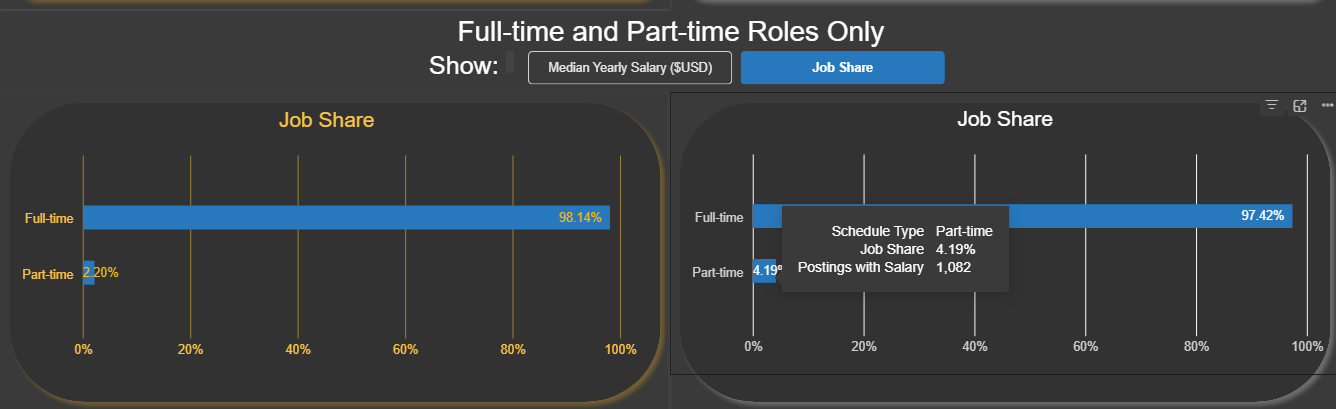 Full-time and Part-time Roles Only
Show:
Median Yearly Salary ($USD)
Job Share
Job Share
Full-time
98.14%
Part-time
2.20%
0% 20% 40% 60% 80% 100%
Job Share
Full-time
97.42%
Part-time
4.19%
Schedule Type Part-time
Job Share 4.19%
Postings with Salary 1,082
0% 20% 40% 60% 80% 100%